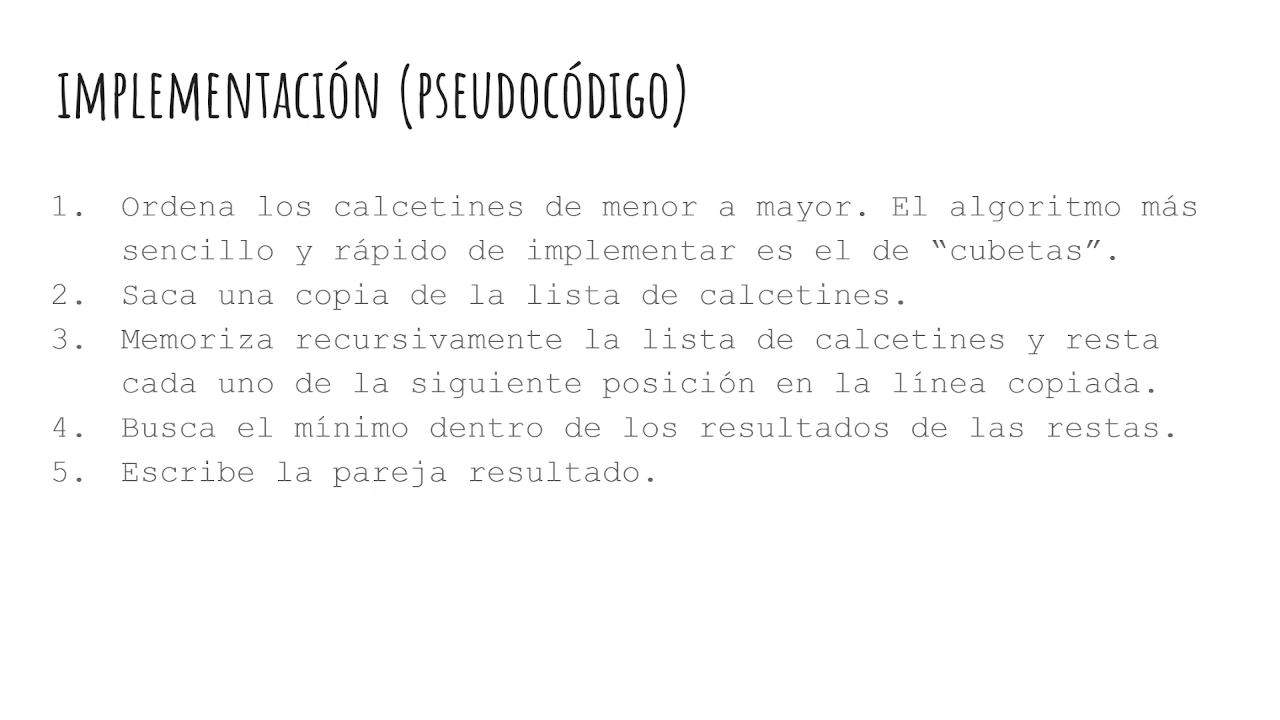 IMPLEMENTACIÓN (PSEUDOCÓDIGO)
1. Ordena los calcetines de menor a mayor. El algoritmo más
sencillo y rápido de implementar es el de “cubetas”.
2. Saca una copia de la lista de calcetines.
3. Memoriza recursivamente la lista de calcetines y resta
cada uno de la siguiente posición en la línea copiada.
4. Busca el mínimo dentro de los resultados de las restas.
5. Escribe la pareja resultado.